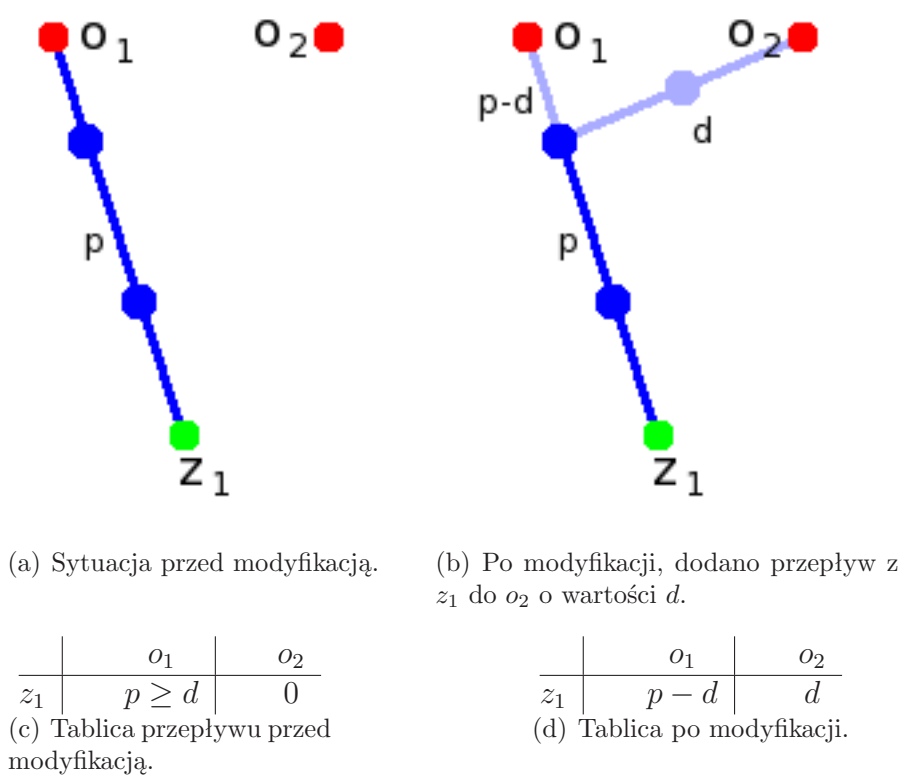 o1 o2
p
z1
o1 o2
p-d
d
p
z1
(a) Sytuacja przed modyfikacją.
(b) Po modyfikacji, dodano przepływ z
z1 do o2 o wartości d.
o1 o2
z1 p ≥ d 0
(c) Tablica przepływu przed
modyfikacją.
o1 o2
z1 p − d d
(d) Tablica po modyfikacji.